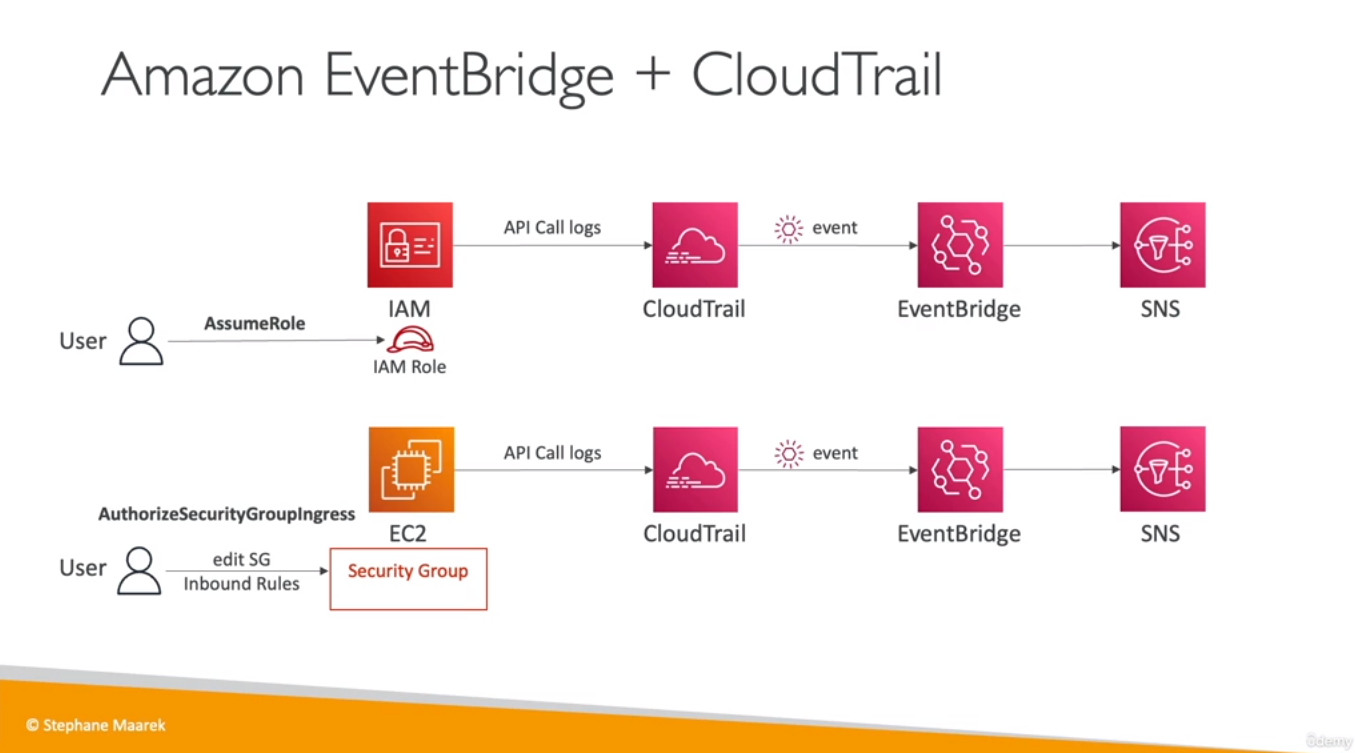 Amazon EventBridge + CloudTrail
API Call logs
event
IAM
CloudTrail
EventBridge
SNS
User
AssumeRole
IAM Role
API Call logs
event
AuthorizeSecurityGroupIngress
EC2
CloudTrail
EventBridge
SNS
User
edit SG
Inbound Rules
Security Group
© Stephane Maarek
ûdemy